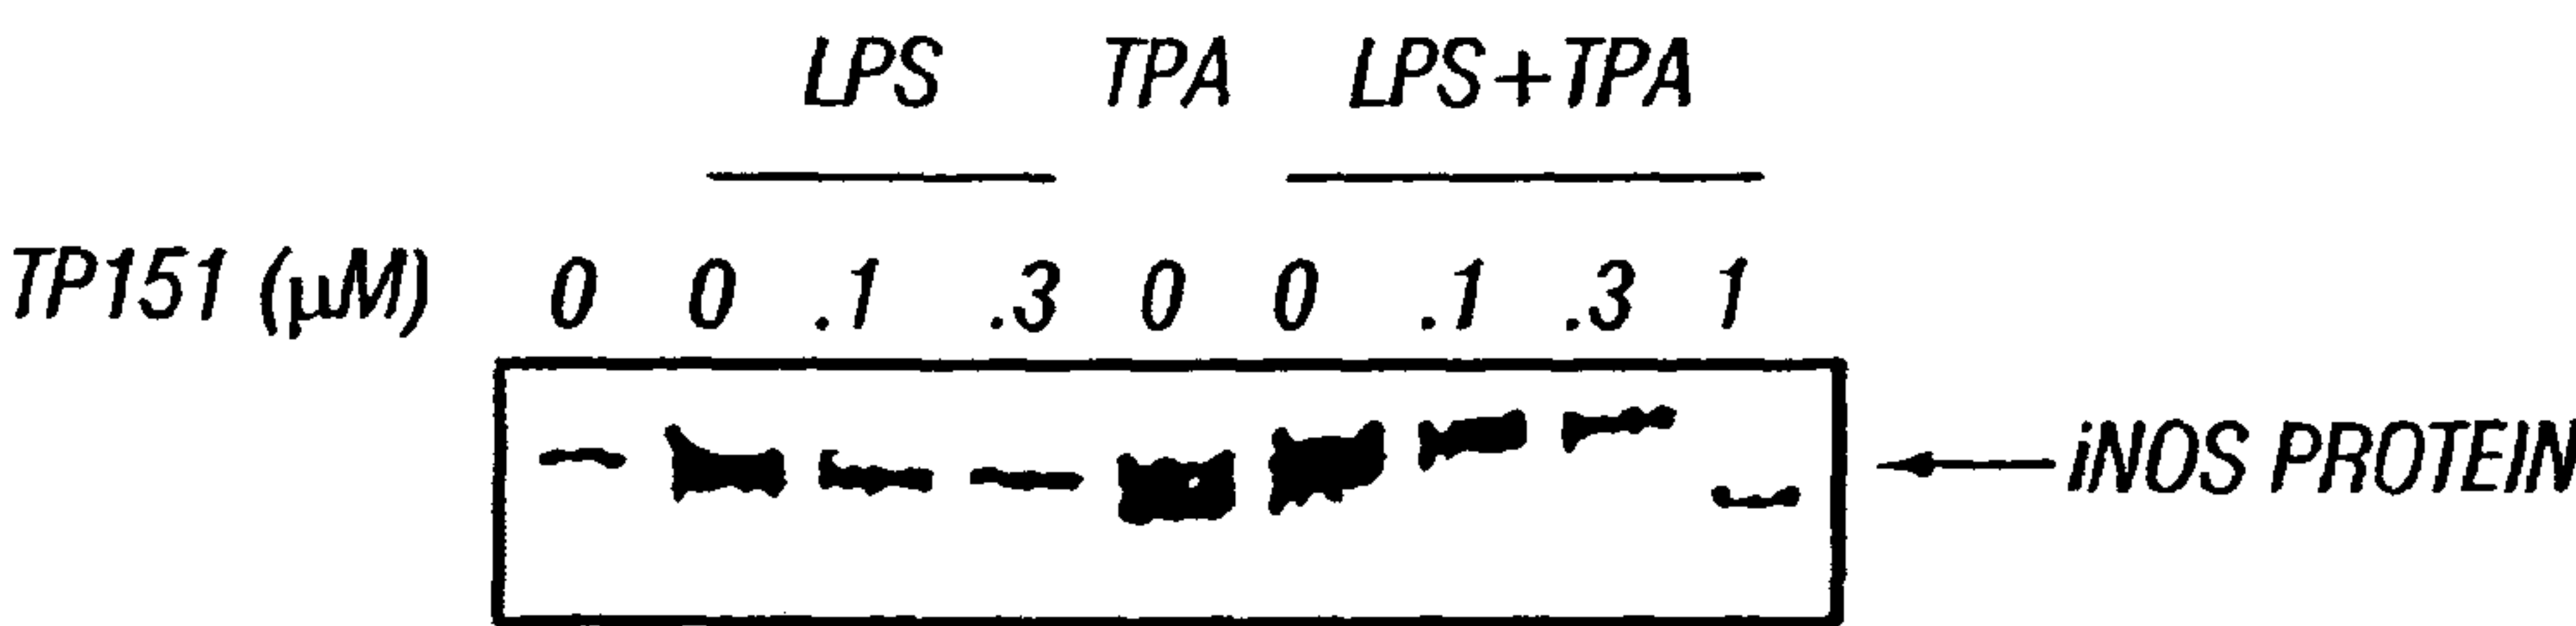 LPS TPA LPS+TPA
TP151 (μM) 0 0 .1 .3 0 0 .1 .3 1
iNOS PROTEIN